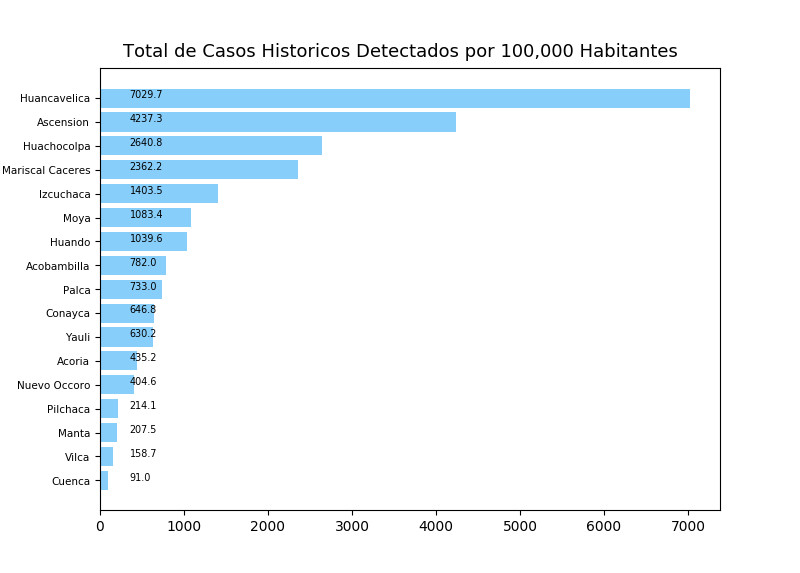 Total de Casos Historicos Detectados por 100,000 Habitantes
Huancavelica 7029.7
Ascension 4237.3
Huachocolpa 2640.8
Mariscal Caceres 2362.2
Izcuchaca 1403.5
Moya 1083.4
Huando 1039.6
Acobambilla 782.0
Palca 733.0
Conayca 646.8
Yauli 630.2
Acoria 435.2
Nuevo Occoro 404.6
Pilchaca 214.1
Manta 207.5
Vilca 158.7
Cuenca 91.0
0 1000 2000 3000 4000 5000 6000 7000